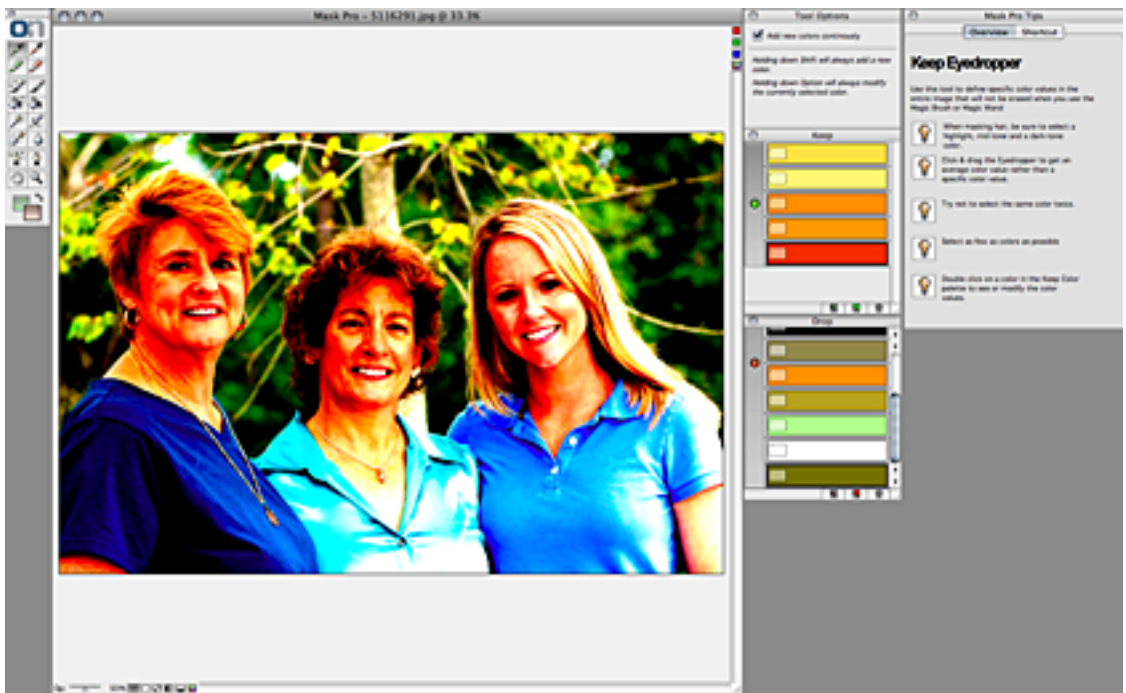 on
Mask Pro - 5116291.jpg @ 33.3%
Tool Options
Add new colors continously
Holding down Shift will always add a new
color.
Holding down Option will always modify
the currently selected color.
Keep
Drop
Mask Pro Tips
Overview Shortcut
Keep Eyedropper
Use this tool to define specific color values in the
entire image that will not be erased when you use the
Magic Brush or Magic Wand
When masking hair, be sure to select a
highlight, mid tone and a dark tone
color.
Click & drag the Eyedropper to get an
average color value rather than a
specific color value.
Try not to select the same color twice.
Select as few as colors as possible
Double click on a color in the Keep Color
palette to see or modify the color
values.